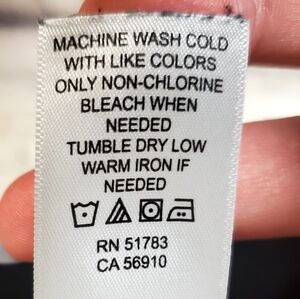 MACHINE WASH COLD
WITH LIKE COLORS
ONLY NON-CHLORINE
BLEACH WHEN
NEEDED
TUMBLE DRY LOW
WARM IRON IF
NEEDED
RN 51783
CA 56910